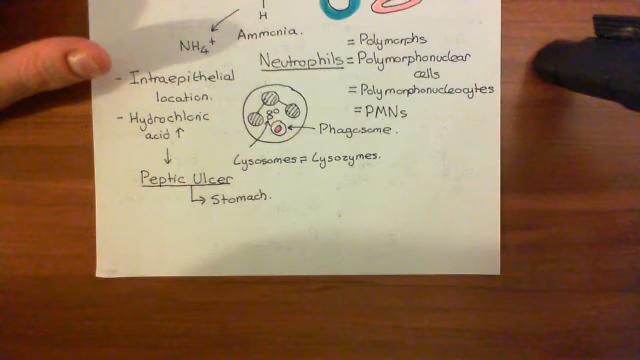 H
Ammonia.
NH4+
- Intraepithelial
location.
- Hydrochloric
acid ↑
↓
Peptic Ulcer
↳ Stomach.
= Polymorphs
Neutrophils = Polymorphonuclear
cells
= Polymorphonucleocytes
= PMNs
Phagosome.
Lysosomes = Lysozymes.